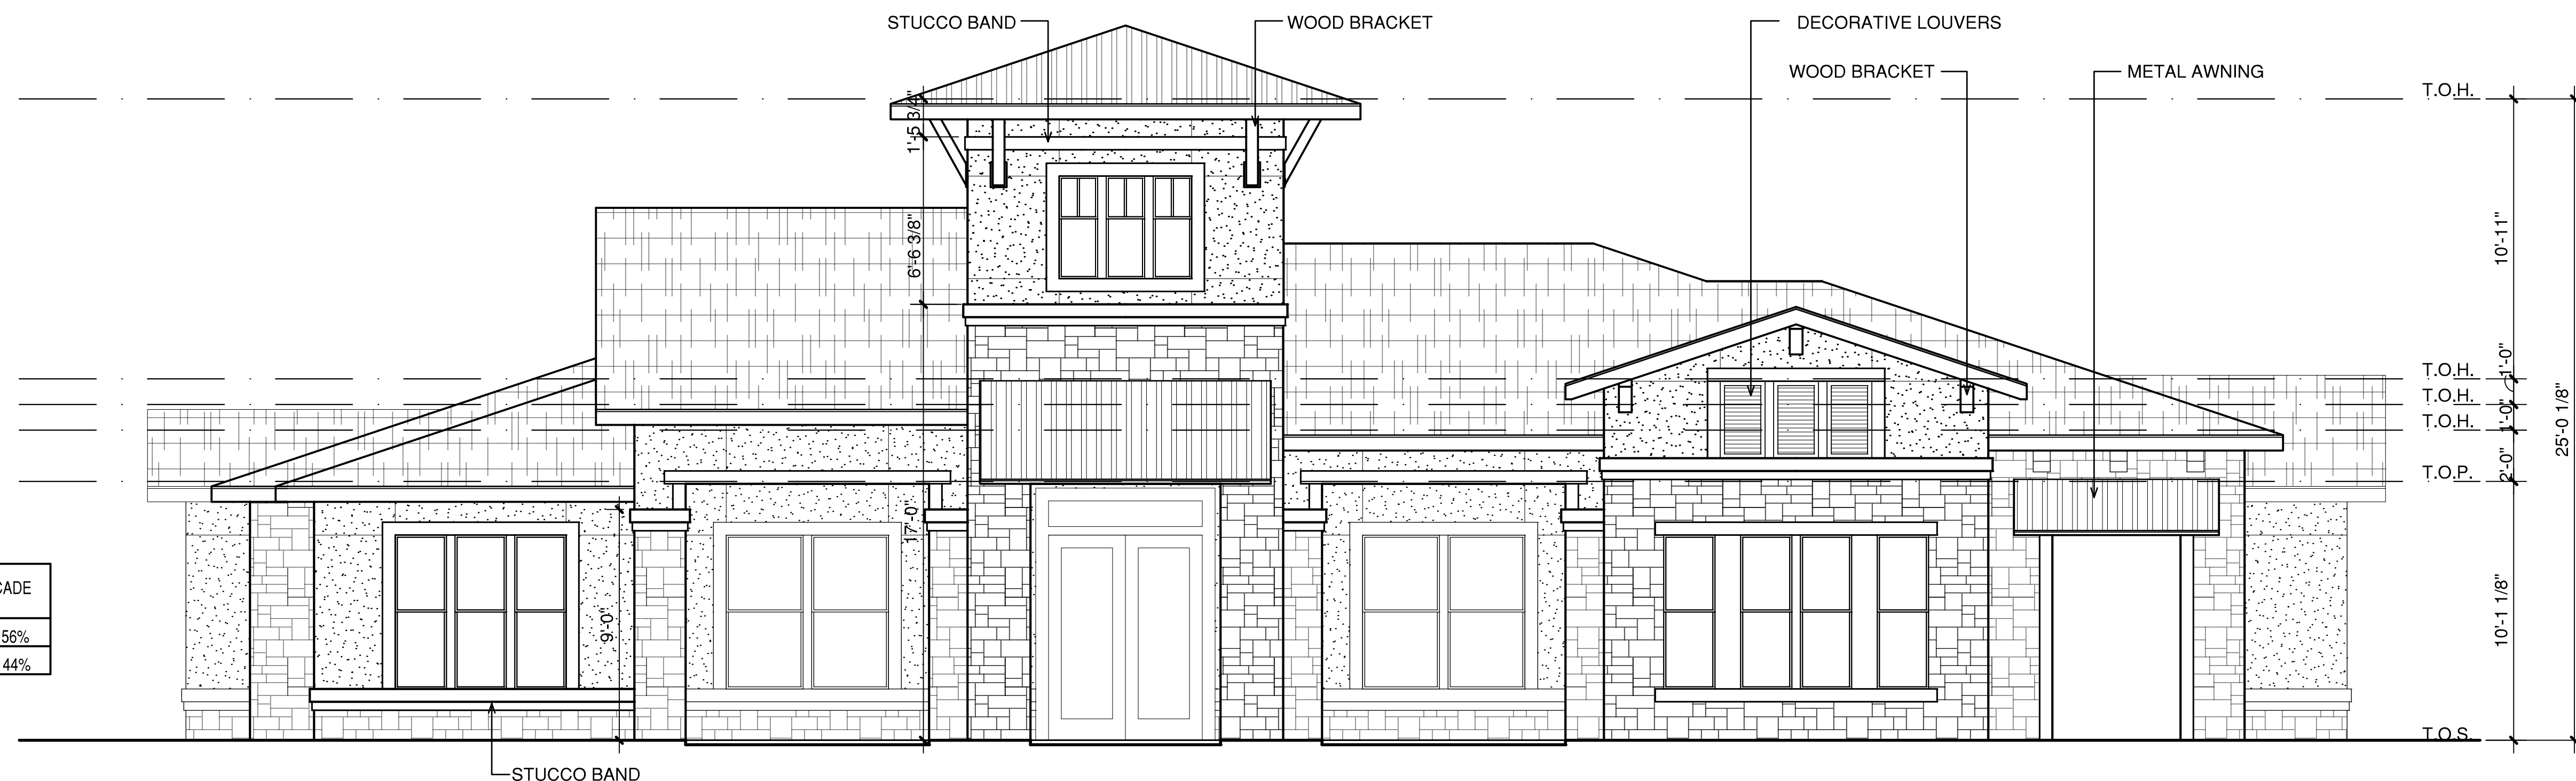 STUCCO BAND
WOOD BRACKET
DECORATIVE LOUVERS
WOOD BRACKET
METAL AWNING
T.O.H.
1'-5 3/4"
6'-6 3/8"
10'-11"
T.O.H.
1'-0"
T.O.H.
1'-0"
T.O.H.
25'-0 1/8"
2'-0"
T.O.P.
17'-0"
CADE
56%
44%
9'-0"
10'-1 1/8"
T.O.S.
STUCCO BAND